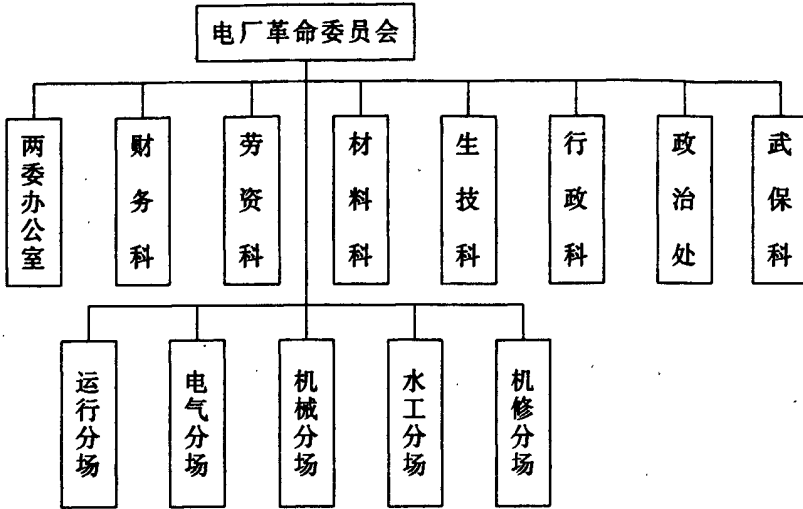 电厂革命委员会
两委办公室
财务科
劳资科
材料科
生技科
行政科
政治处
武保科
运行分场
电气分场
机械分场
水工分场
机修分场